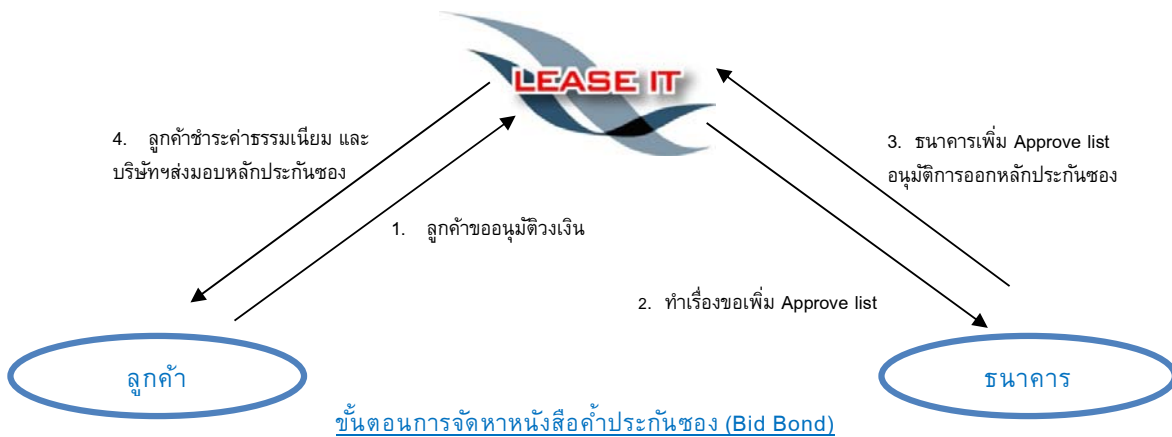 LEASE IT
4. ลูกค้าชำระค่าธรรมเนียม และ
บริษัทฯส่งมอบหลักประกันซอง
3. ธนาคารเพิ่ม Approve list
อนุมัติการออกหลักประกันซอง
1. ลูกค้าขออนุมัติวงเงิน
2. ทำเรื่องขอเพิ่ม Approve list
ลูกค้า
ธนาคาร
ขั้นตอนการจัดหาหนังสือค้ำประกันซอง (Bid Bond)